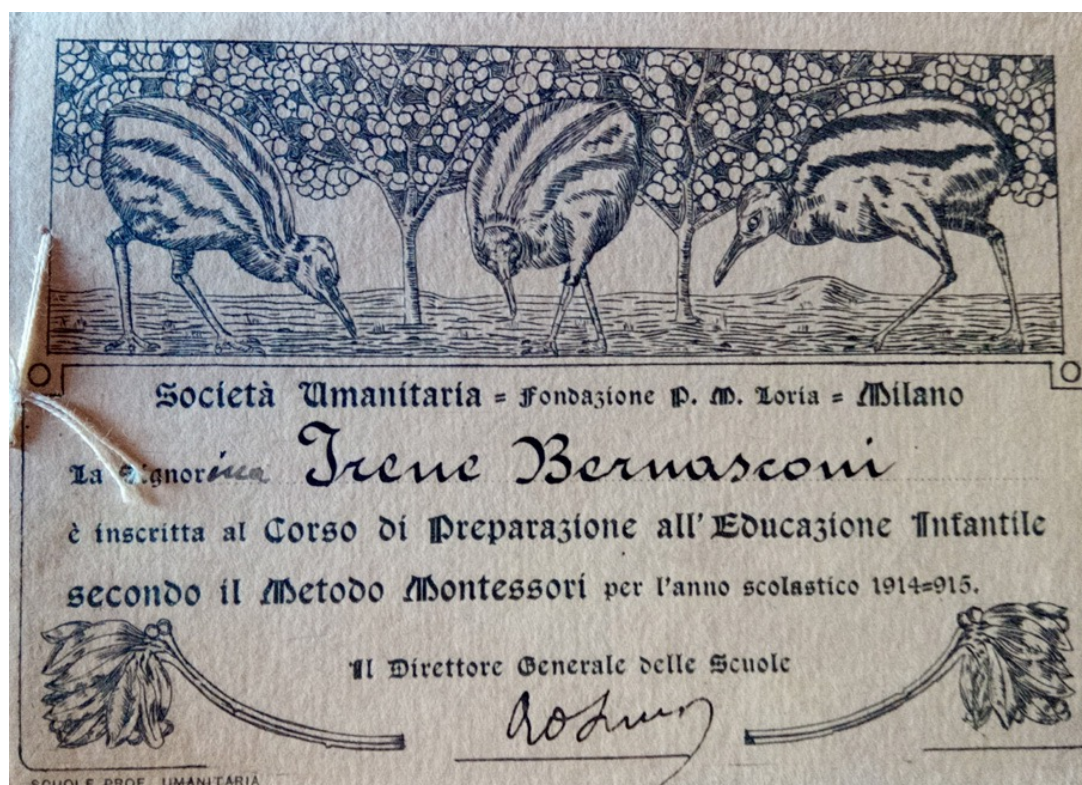 Società Umanitaria = Fondazione P. M. Loria = Milano
La Signorina Irene Bernasconi
è inscritta al Corso di Preparazione all'Educazione Infantile
secondo il Metodo Montessori per l'anno scolastico 1914=915.
Il Direttore Generale delle Scuole
SCUOLE PROF. UMANITARIA